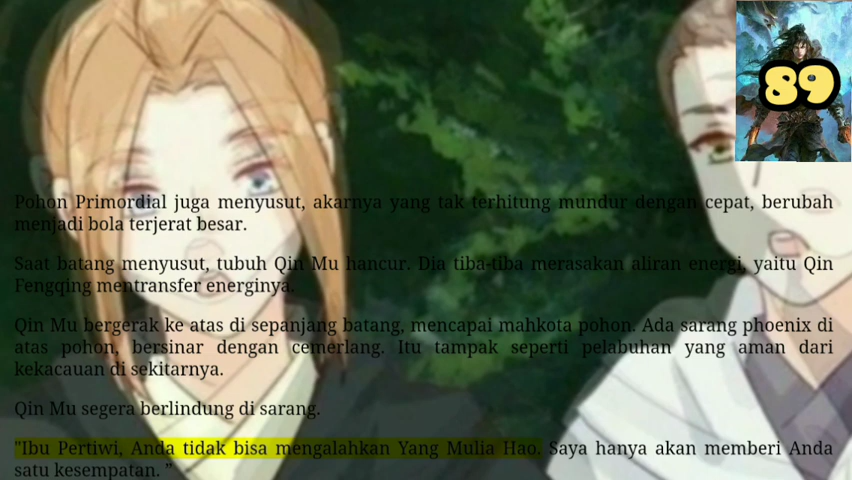 89
Pohon Primordial juga menyusut, akarnya yang tak terhitung mundur dengan cepat, berubah
menjadi bola terjerat besar.
Saat batang menyusut, tubuh Qin Mu hancur. Dia tiba-tiba merasakan aliran energi, yaitu Qin
Fengqing mentransfer energinya.
Qin Mu bergerak ke atas di sepanjang batang, mencapai mahkota pohon. Ada sarang phoenix di
atas pohon, bersinar dengan cemerlang. Itu tampak seperti pelabuhan yang aman dari
kekacauan di sekitarnya.
Qin Mu segera berlindung di sarang.
"Ibu Pertiwi, Anda tidak bisa mengalahkan Yang Mulia Hao. Saya hanya akan memberi Anda
satu kesempatan. ”